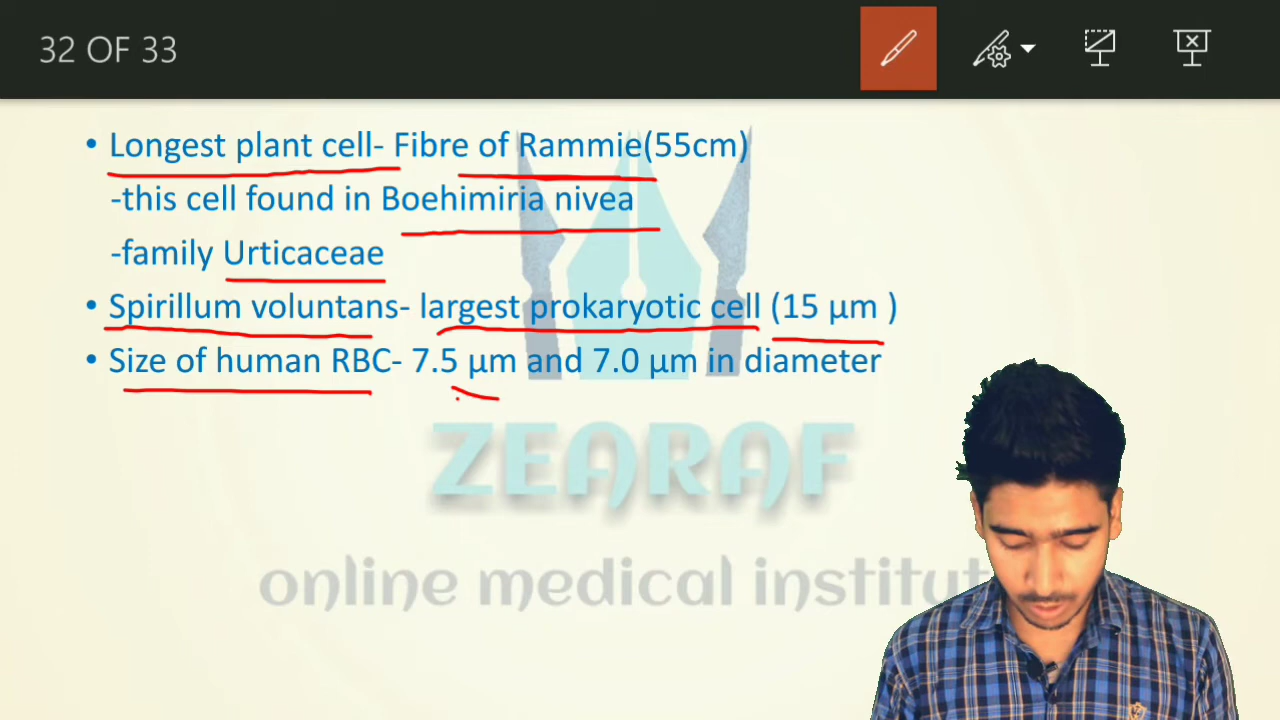 32 OF 33
• Longest plant cell- Fibre of Rammie(55cm)
-this cell found in Boehimiria nivea
-family Urticaceae
• Spirillum voluntans- largest prokaryotic cell (15 µm )
• Size of human RBC- 7.5 µm and 7.0 µm in diameter
ZEARAF
online medical institut